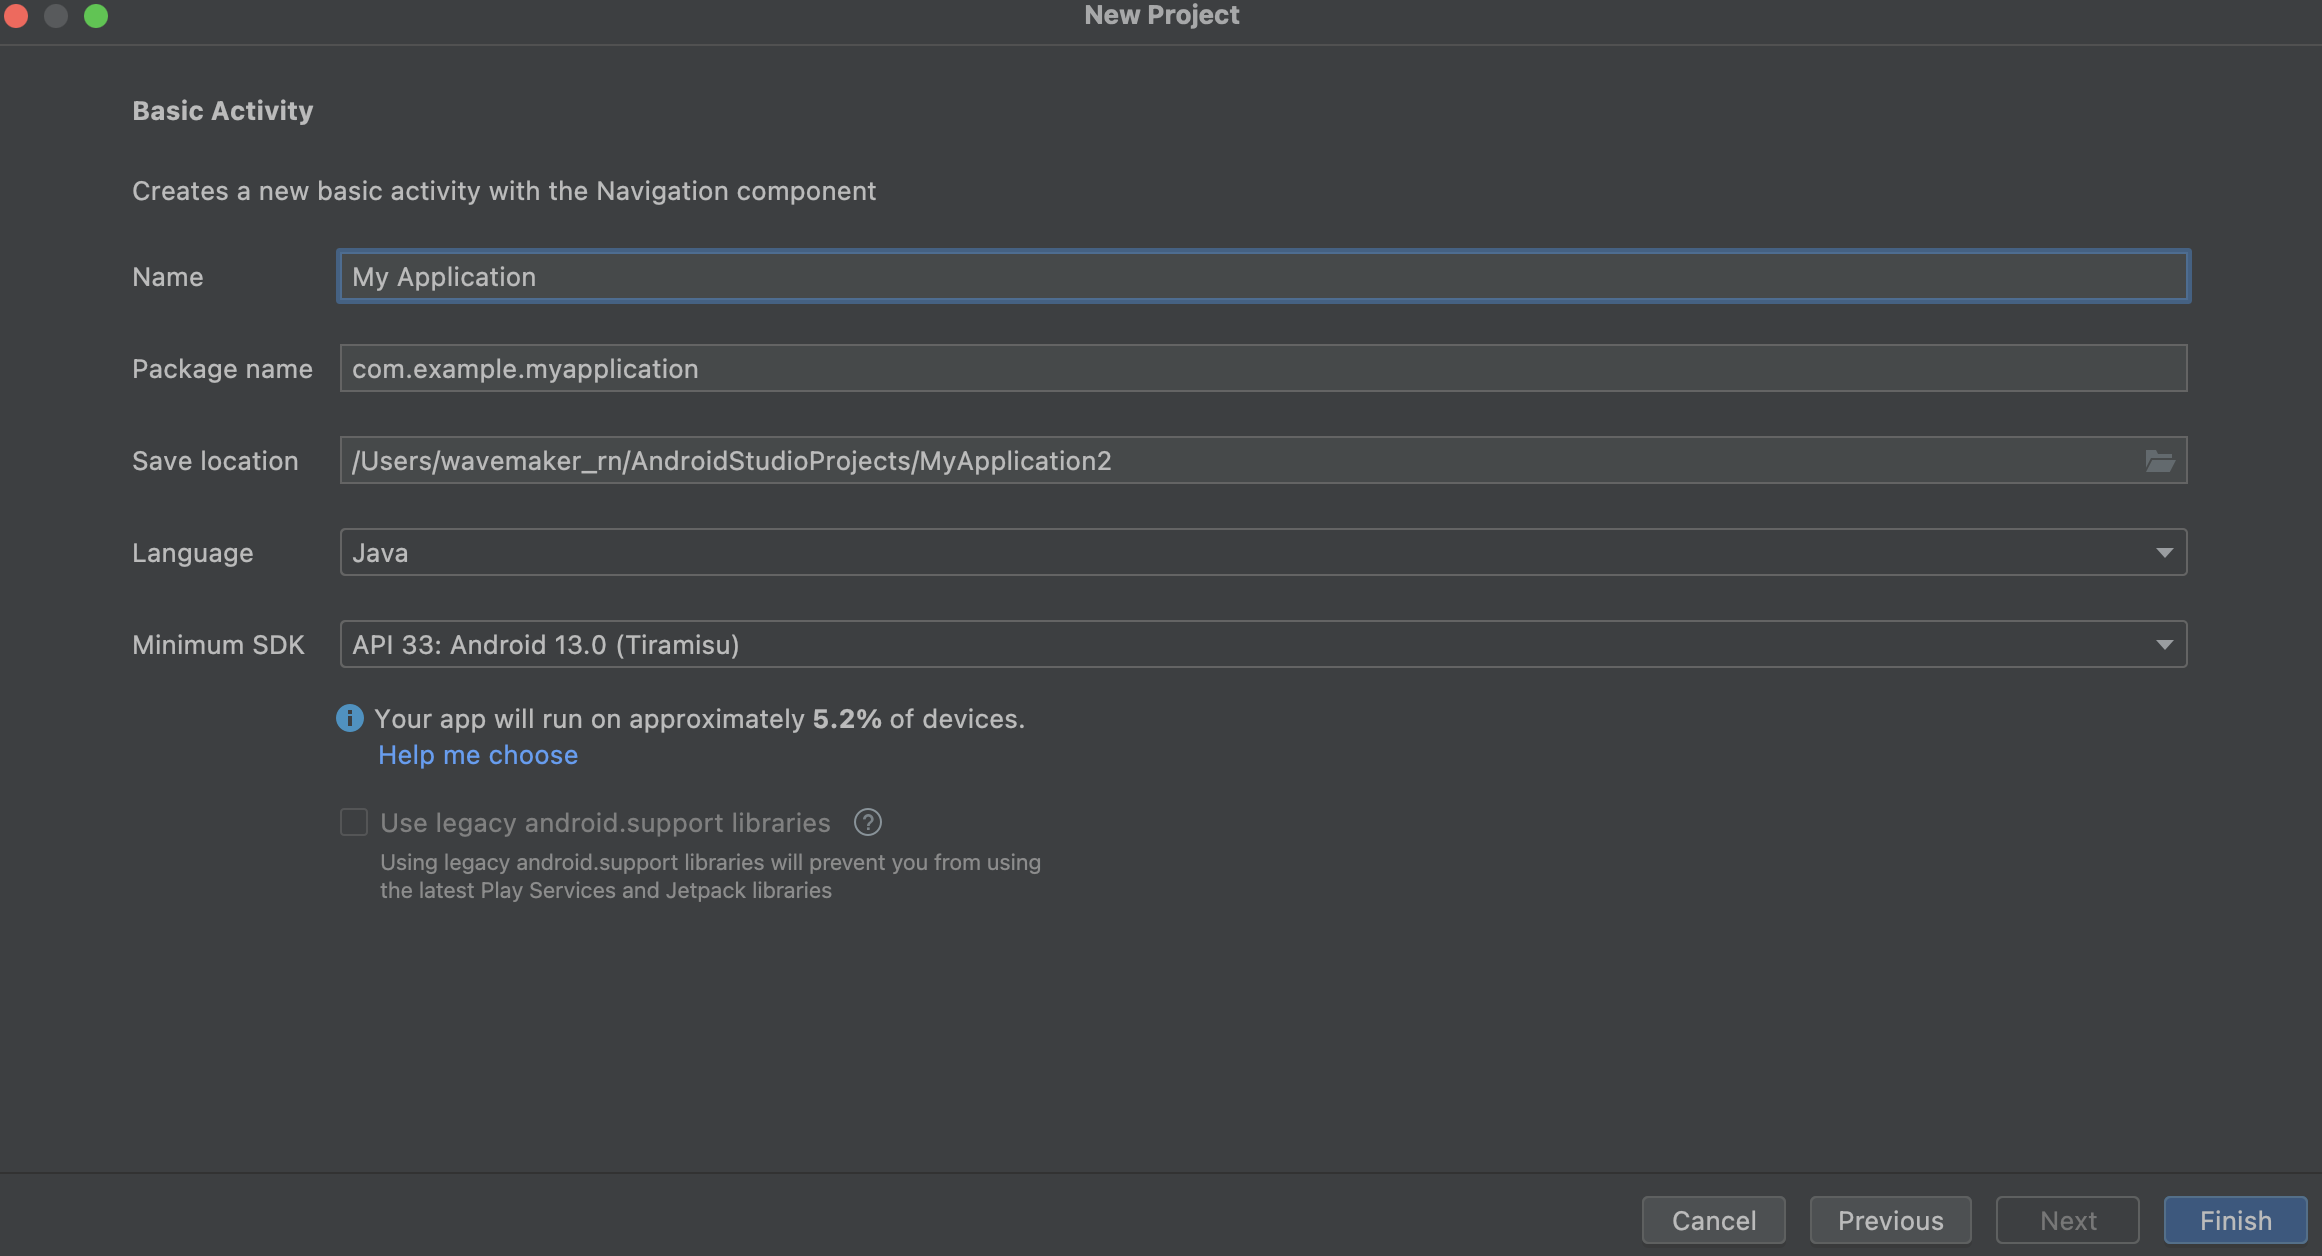 New Project
Basic Activity
Creates a new basic activity with the Navigation component
Name
My Application
Package name
com.example.myapplication
Save location
/Users/wavemaker_rn/AndroidStudioProjects/MyApplication2
Language
Java
Minimum SDK
API 33: Android 13.0 (Tiramisu)
i Your app will run on approximately 5.2% of devices.
Help me choose
Use legacy android.support libraries ?
Using legacy android.support libraries will prevent you from using
the latest Play Services and Jetpack libraries
Cancel
Previous
Next
Finish